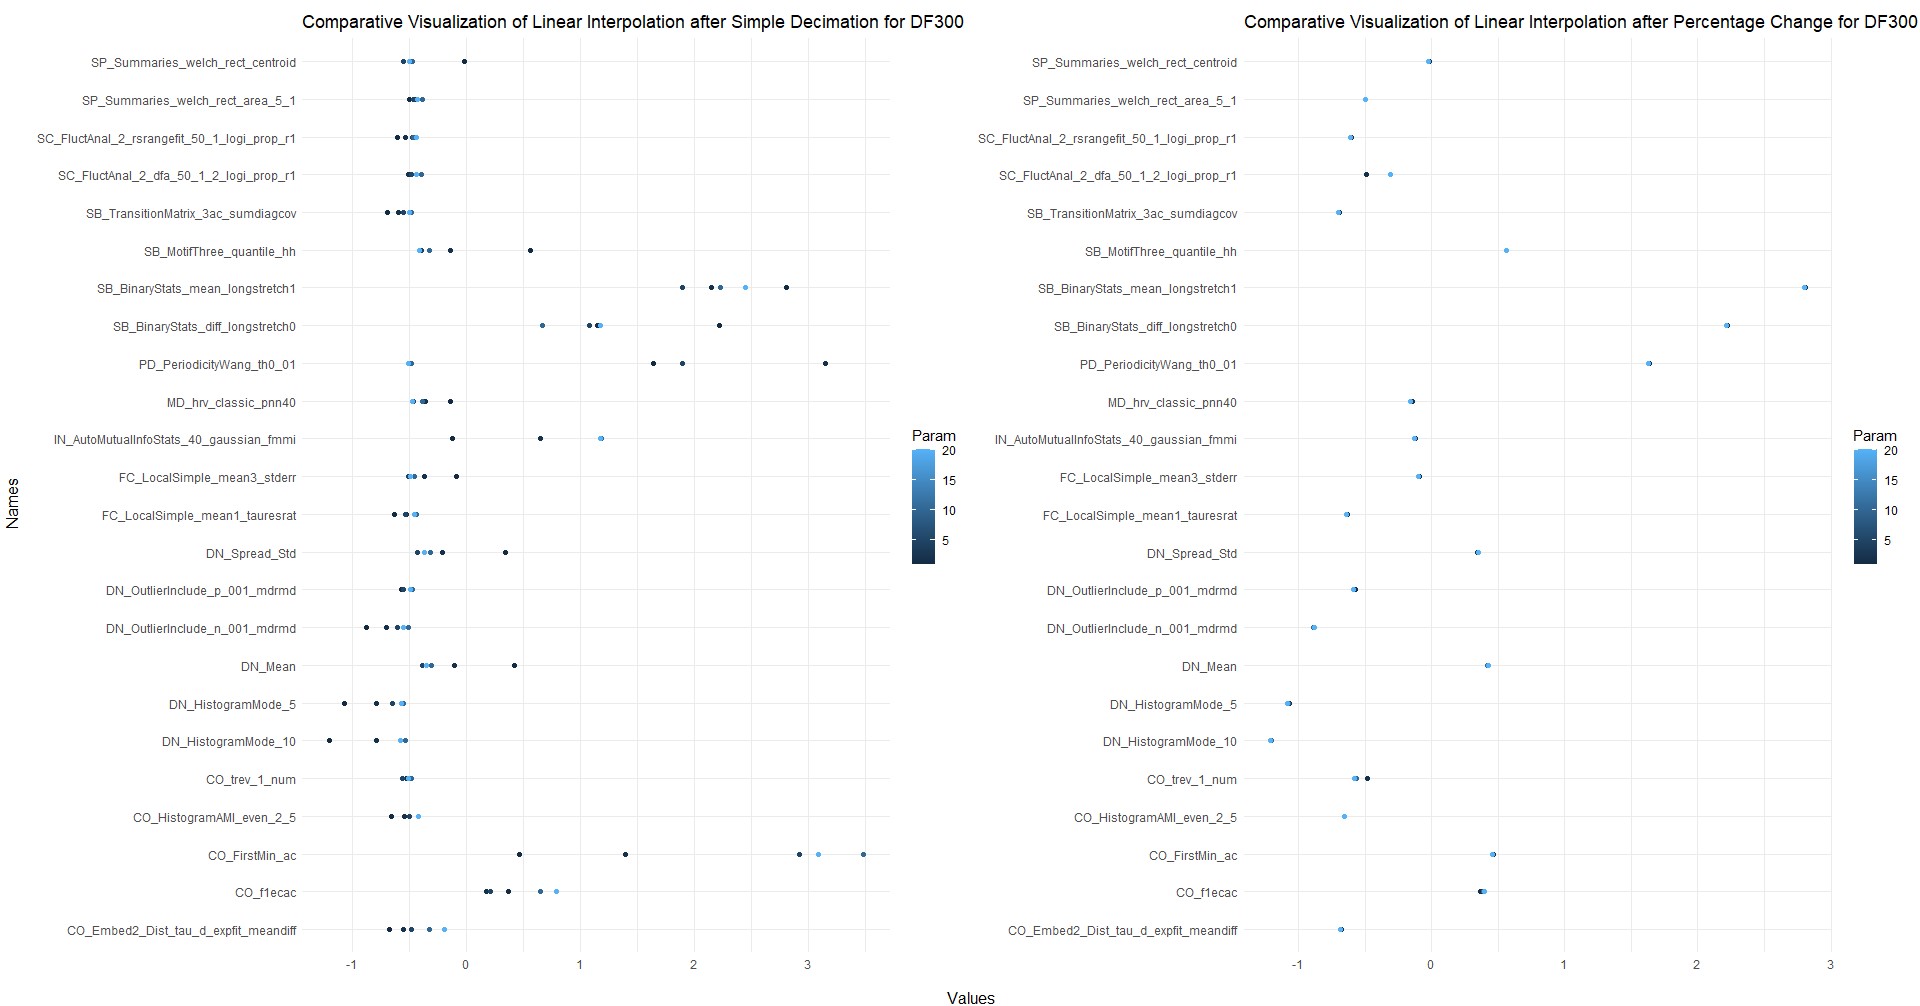 Comparative Visualization of Linear Interpolation after Simple Decimation for DF300
SP_Summaries_welch_rect_centroid
SP_Summaries_welch_rect_area_5_1
SC_FluctAnal_2_rsrangefit_50_1_logi_prop_r1
SC_FluctAnal_2_dfa_50_1_2_logi_prop_r1
SB_TransitionMatrix_3ac_sumdiagcov
SB_MotifThree_quantile_hh
SB_BinaryStats_mean_longstretch1
SB_BinaryStats_diff_longstretch0
PD_PeriodicityWang_th0_01
MD_hrv_classic_pnn40
IN_AutoMutualInfoStats_40_gaussian_fmmi
FC_LocalSimple_mean3_stderr
FC_LocalSimple_mean1_tauresrat
DN_Spread_Std
DN_OutlierInclude_p_001_mdrmd
DN_OutlierInclude_n_001_mdrmd
DN_Mean
DN_HistogramMode_5
DN_HistogramMode_10
CO_trev_1_num
CO_HistogramAMI_even_2_5
CO_FirstMin_ac
CO_f1ecac
CO_Embed2_Dist_tau_d_expfit_meandiff
-1 0 1 2 3
Param
20
15
10
5
Comparative Visualization of Linear Interpolation after Percentage Change for DF300
SP_Summaries_welch_rect_centroid
SP_Summaries_welch_rect_area_5_1
SC_FluctAnal_2_rsrangefit_50_1_logi_prop_r1
SC_FluctAnal_2_dfa_50_1_2_logi_prop_r1
SB_TransitionMatrix_3ac_sumdiagcov
SB_MotifThree_quantile_hh
SB_BinaryStats_mean_longstretch1
SB_BinaryStats_diff_longstretch0
PD_PeriodicityWang_th0_01
MD_hrv_classic_pnn40
IN_AutoMutualInfoStats_40_gaussian_fmmi
FC_LocalSimple_mean3_stderr
FC_LocalSimple_mean1_tauresrat
DN_Spread_Std
DN_OutlierInclude_p_001_mdrmd
DN_OutlierInclude_n_001_mdrmd
DN_Mean
DN_HistogramMode_5
DN_HistogramMode_10
CO_trev_1_num
CO_HistogramAMI_even_2_5
CO_FirstMin_ac
CO_f1ecac
CO_Embed2_Dist_tau_d_expfit_meandiff
-1 0 1 2 3
Param
20
15
10
5
Names
Values